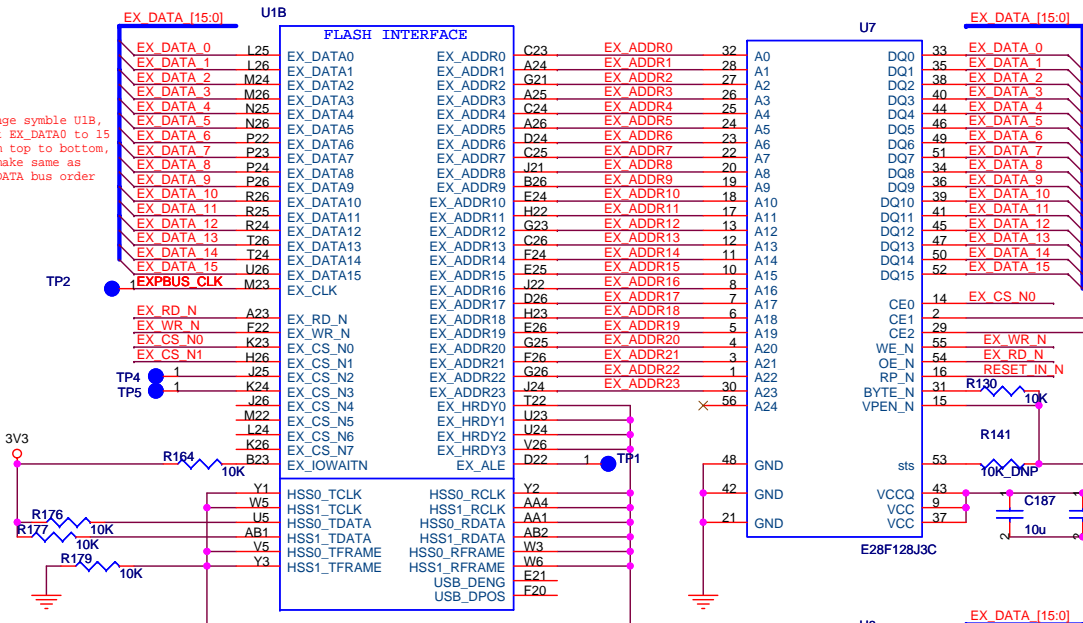 EX_DATA_[15:0]
U1B
U7
EX_DATA_[15:0]
FLASH INTERFACE
EX_DATA_0 L25 EX_DATA0 EX_ADDR0 C23 EX_ADDR0 32 A0 DQ0 33 EX_DATA_0
EX_DATA_1 L26 EX_DATA1 EX_ADDR1 A24 EX_ADDR1 28 A1 DQ1 35 EX_DATA_1
EX_DATA_2 M24 EX_DATA2 EX_ADDR2 G21 EX_ADDR2 27 A2 DQ2 38 EX_DATA_2
EX_DATA_3 M26 EX_DATA3 EX_ADDR3 A25 EX_ADDR3 26 A3 DQ3 40 EX_DATA_3
EX_DATA_4 N25 EX_DATA4 EX_ADDR4 C24 EX_ADDR4 25 A4 DQ4 44 EX_DATA_4
EX_DATA_5 N26 EX_DATA5 EX_ADDR5 A26 EX_ADDR5 24 A5 DQ5 46 EX_DATA_5
EX_DATA_6 P22 EX_DATA6 EX_ADDR6 D24 EX_ADDR6 23 A6 DQ6 49 EX_DATA_6
EX_DATA_7 P23 EX_DATA7 EX_ADDR7 C25 EX_ADDR7 22 A7 DQ7 51 EX_DATA_7
EX_DATA_8 P24 EX_DATA8 EX_ADDR8 J21 EX_ADDR8 20 A8 DQ8 34 EX_DATA_8
EX_DATA_9 P26 EX_DATA9 EX_ADDR9 B26 EX_ADDR9 19 A9 DQ9 36 EX_DATA_9
EX_DATA_10 R26 EX_DATA10 EX_ADDR10 E24 EX_ADDR10 18 A10 DQ10 39 EX_DATA_10
EX_DATA_11 R25 EX_DATA11 EX_ADDR11 H22 EX_ADDR11 17 A11 DQ11 41 EX_DATA_11
EX_DATA_12 R24 EX_DATA12 EX_ADDR12 G23 EX_ADDR12 13 A12 DQ12 45 EX_DATA_12
EX_DATA_13 T26 EX_DATA13 EX_ADDR13 C26 EX_ADDR13 12 A13 DQ13 47 EX_DATA_13
EX_DATA_14 T24 EX_DATA14 EX_ADDR14 F24 EX_ADDR14 11 A14 DQ14 50 EX_DATA_14
EX_DATA_15 U26 EX_DATA15 EX_ADDR15 E25 EX_ADDR15 10 A15 DQ15 52 EX_DATA_15
symble U1B,
EX_DATA0 to 15
top to bottom,
same as
bus order
TP2 1 EXPBUS_CLK M23 EX_CLK EX_ADDR16 J22 EX_ADDR16 8 A16
EX_ADDR17 D26 EX_ADDR17 7 A17 CE0 14 EX_CS_N0
EX_RD_N A23 EX_RD_N EX_ADDR18 H23 EX_ADDR18 6 A18 CE1 2
EX_WR_N F22 EX_WR_N EX_ADDR19 E26 EX_ADDR19 5 A19 CE2 29
EX_CS_N0 K23 EX_CS_N0 EX_ADDR20 G25 EX_ADDR20 4 A20 WE_N 55 EX_WR_N
EX_CS_N1 H26 EX_CS_N1 EX_ADDR21 F26 EX_ADDR21 3 A21 OE_N 54 EX_RD_N
TP4 1 J25 EX_CS_N2 EX_ADDR22 G26 EX_ADDR22 1 A22 RP_N 16 RESET_IN_N
TP5 1 K24 EX_CS_N3 EX_ADDR23 J24 EX_ADDR23 30 A23 BYTE_N 31 R130 10K
J26 EX_CS_N4 EX_HRDY0 T22 56 A24 VPEN_N 15
M22 EX_CS_N5 EX_HRDY1 U23
L24 EX_CS_N6 EX_HRDY2 U24 R141
K26 EX_CS_N7 EX_HRDY3 V26
3V3
R164 10K B23 EX_IOWAITN EX_ALE D22 1 TP1 48 GND sts 53 10K_DNP
Y1 HSS0_TCLK HSS0_RCLK Y2 42 GND VCCQ 43
W5 HSS1_TCLK HSS1_RCLK AA4 VCC 9 1 C187
R176 10K U5 HSS0_TDATA HSS0_RDATA AA1 21 GND VCC 37
R177 10K AB1 HSS1_TDATA HSS1_RDATA AB2 2 10u
V5 HSS0_TFRAME HSS0_RFRAME W3 E28F128J3C
R179 10K Y3 HSS1_TFRAME HSS1_RFRAME W6
USB_DENG E21
USB_DPOS F20
EX_DATA_[15:0]